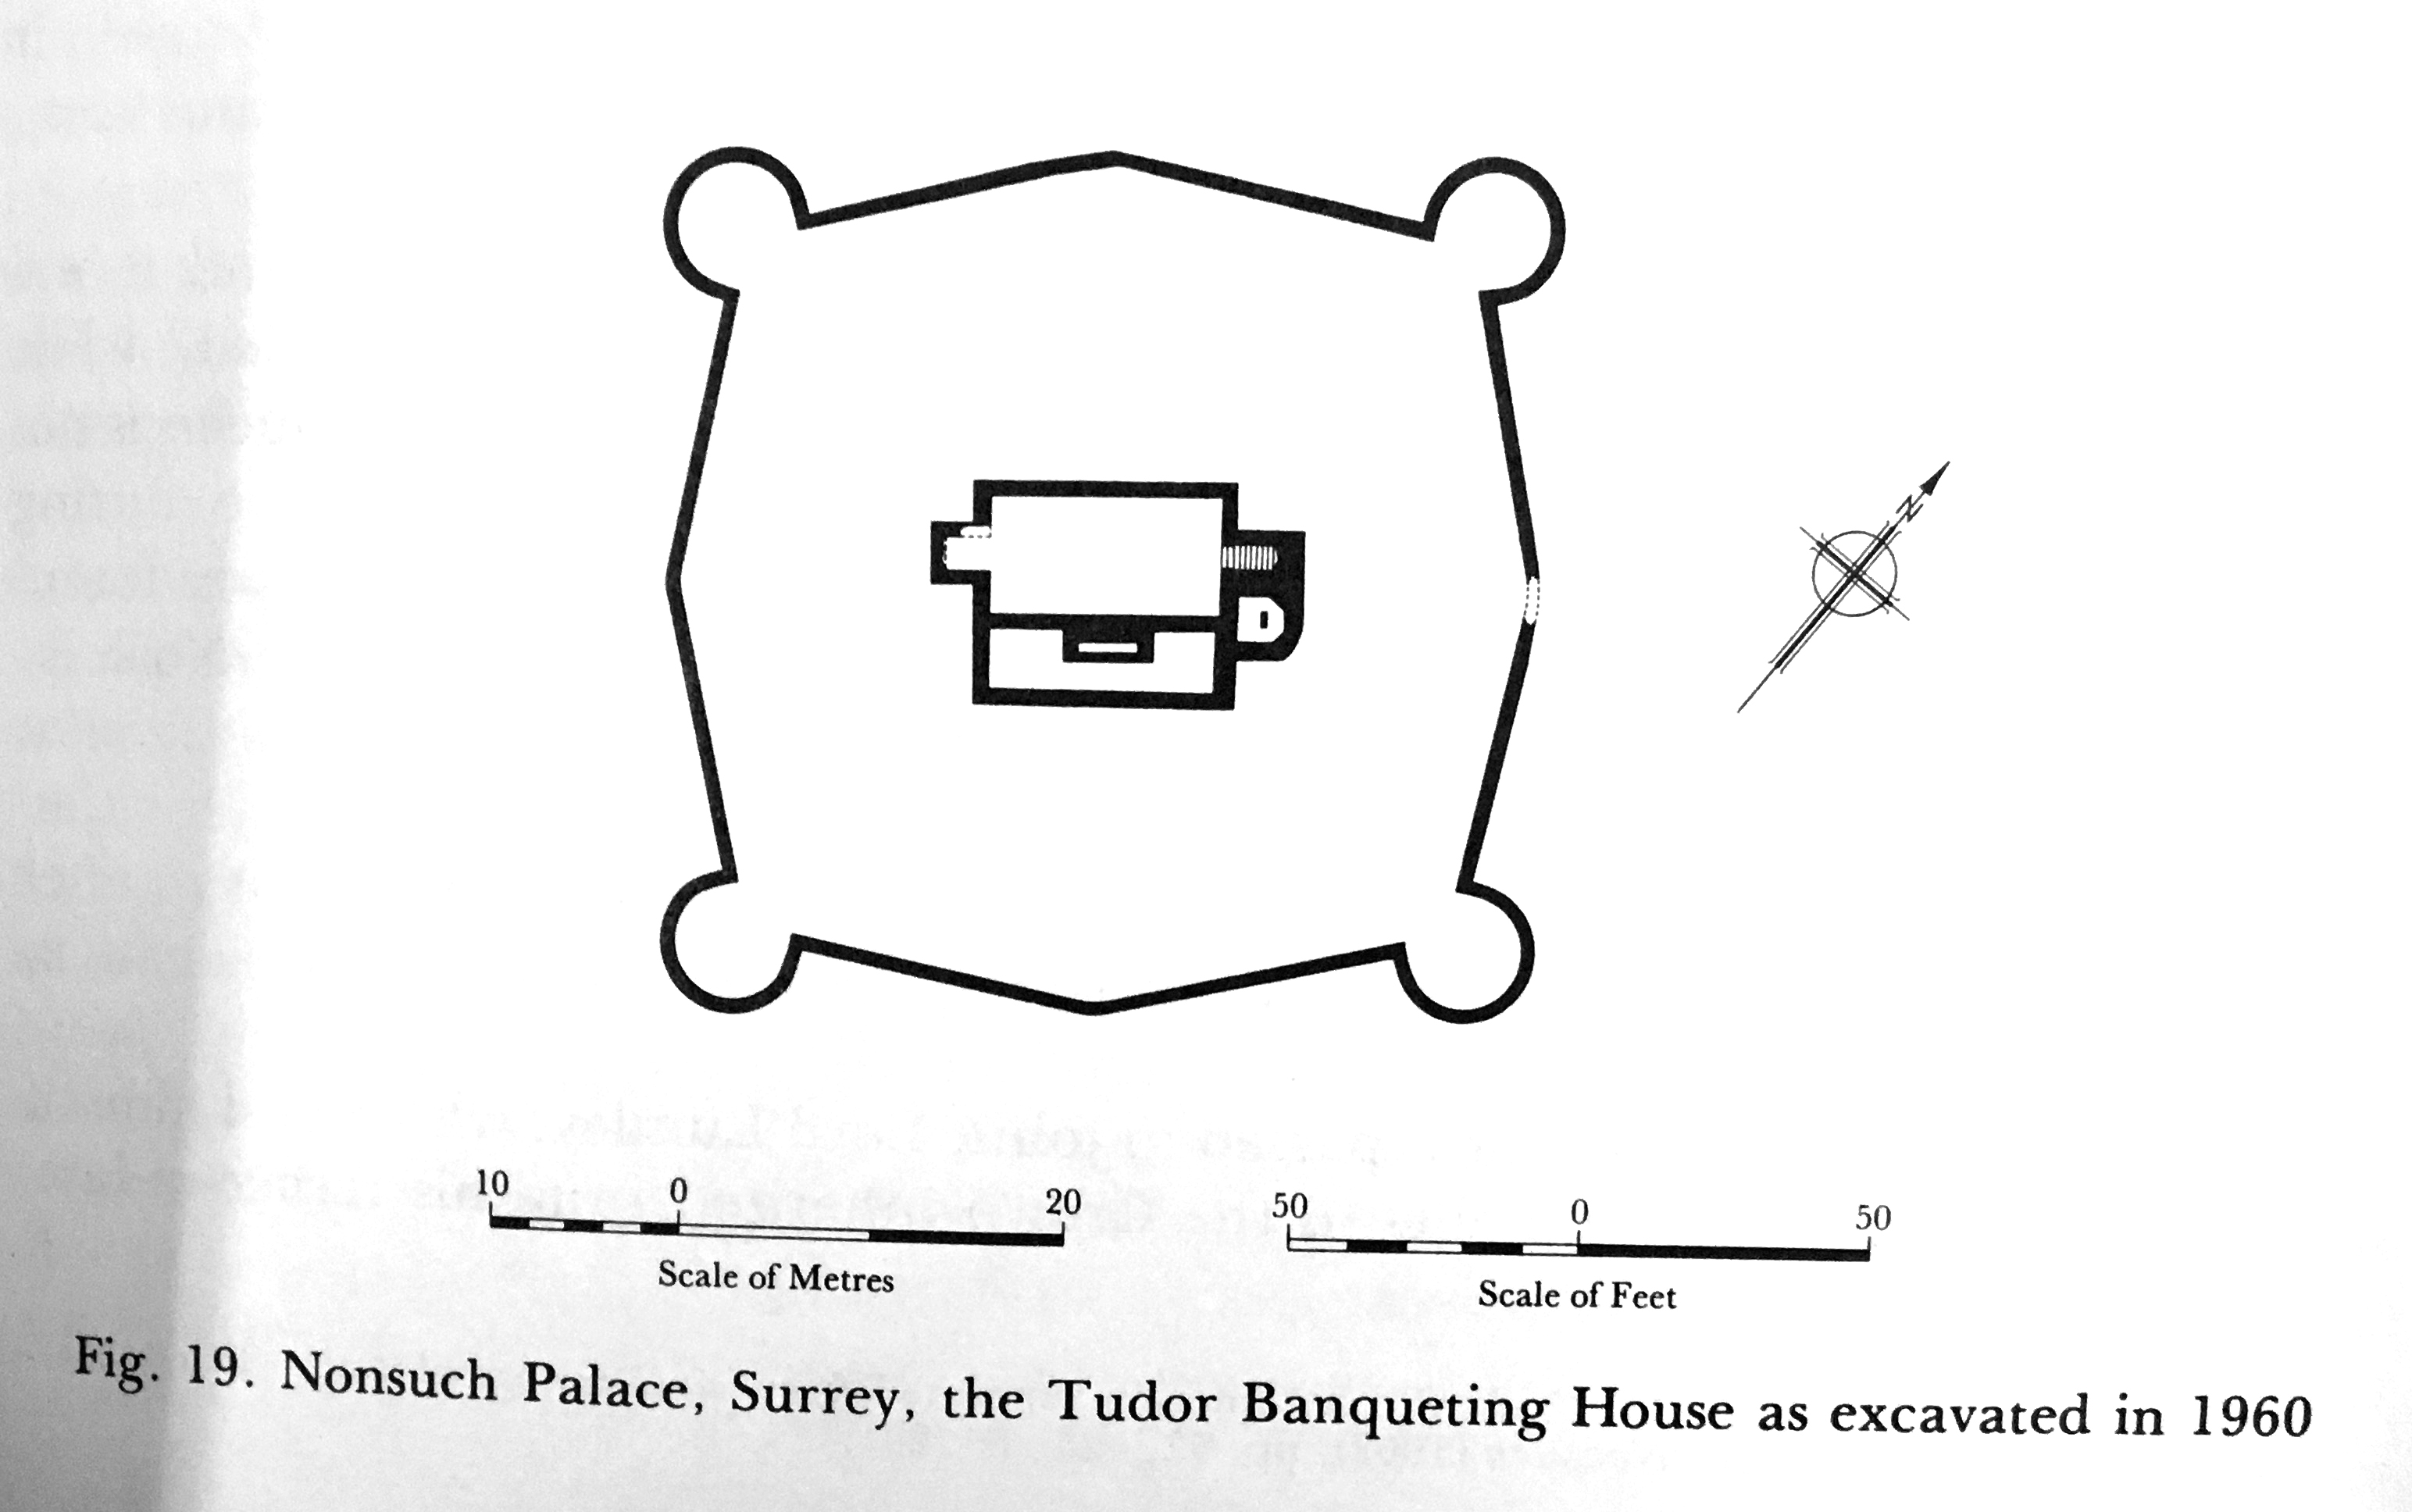 N
10 0 20
Scale of Metres
50 0 50
Scale of Feet
Fig. 19. Nonsuch Palace, Surrey, the Tudor Banqueting House as excavated in 1960